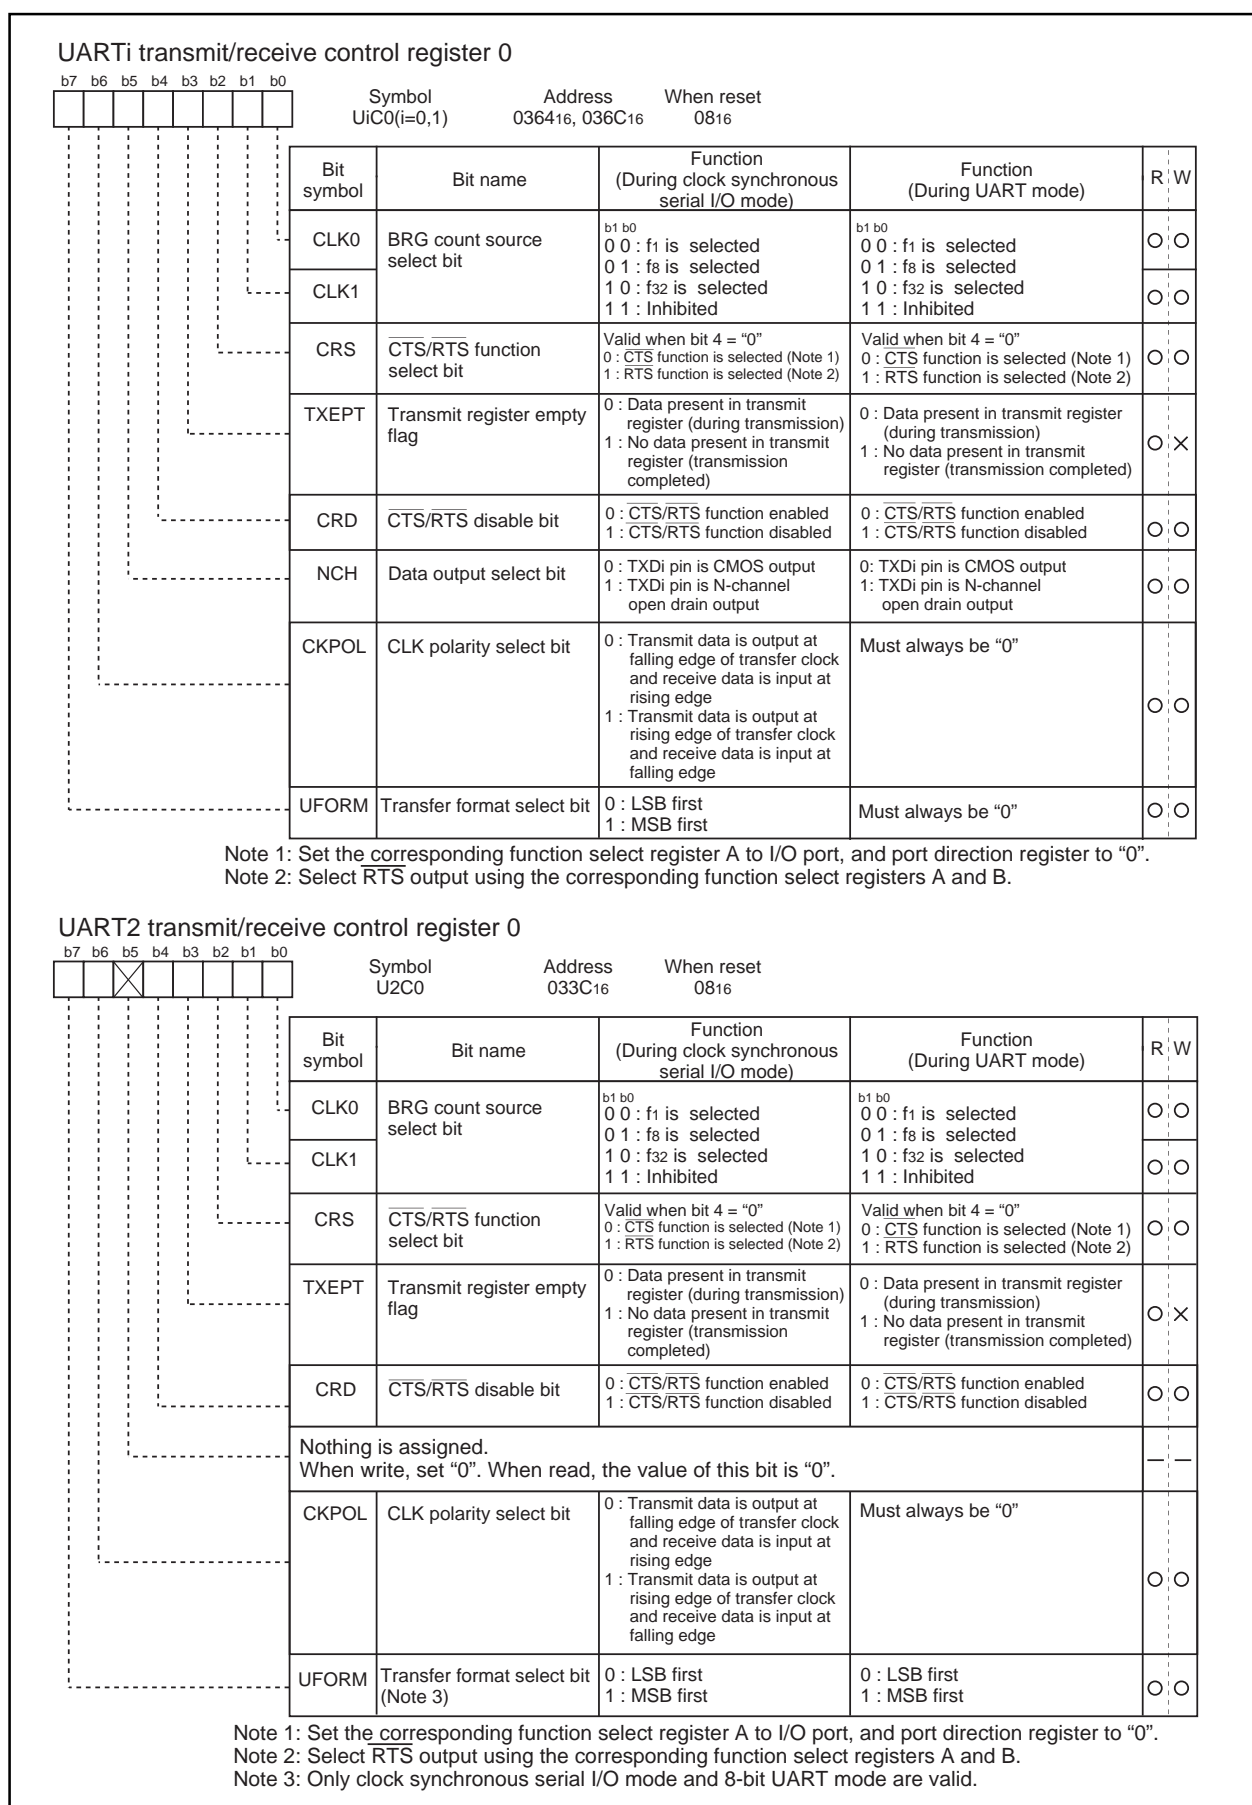 UARTi transmit/receive control register 0
b7 b6 b5 b4 b3 b2 b1 b0
Symbol Address When reset
UiC0(i=0,1) 036416, 036C16 0816
Bit symbol Bit name Function (During clock synchronous serial I/O mode) Function (During UART mode) R W
CLK0 BRG count source select bit
CLK1
b1 b0
0 0 : f1 is selected
0 1 : f8 is selected
1 0 : f32 is selected
1 1 : Inhibited
b1 b0
0 0 : f1 is selected
0 1 : f8 is selected
1 0 : f32 is selected
1 1 : Inhibited
CRS CTS/RTS function select bit
Valid when bit 4 = “0”
0 : CTS function is selected (Note 1)
1 : RTS function is selected (Note 2)
Valid when bit 4 = “0”
0 : CTS function is selected (Note 1)
1 : RTS function is selected (Note 2)
TXEPT Transmit register empty flag
0 : Data present in transmit
register (during transmission)
1 : No data present in transmit
register (transmission
completed)
0 : Data present in transmit register
(during transmission)
1 : No data present in transmit
register (transmission completed)
CRD CTS/RTS disable bit
0 : CTS/RTS function enabled
1 : CTS/RTS function disabled
0 : CTS/RTS function enabled
1 : CTS/RTS function disabled
NCH Data output select bit
0 : TXDi pin is CMOS output
1 : TXDi pin is N-channel
open drain output
0: TXDi pin is CMOS output
1: TXDi pin is N-channel
open drain output
CKPOL CLK polarity select bit
0 : Transmit data is output at
falling edge of transfer clock
and receive data is input at
rising edge
1 : Transmit data is output at
rising edge of transfer clock
and receive data is input at
falling edge
Must always be “0”
UFORM Transfer format select bit
0 : LSB first
1 : MSB first
Must always be “0”
Note 1: Set the corresponding function select register A to I/O port, and port direction register to “0”.
Note 2: Select RTS output using the corresponding function select registers A and B.
UART2 transmit/receive control register 0
b7 b6 b5 b4 b3 b2 b1 b0
Symbol Address When reset
U2C0 033C16 0816
Bit symbol Bit name Function (During clock synchronous serial I/O mode) Function (During UART mode) R W
CLK0 BRG count source select bit
CLK1
b1 b0
0 0 : f1 is selected
0 1 : f8 is selected
1 0 : f32 is selected
1 1 : Inhibited
b1 b0
0 0 : f1 is selected
0 1 : f8 is selected
1 0 : f32 is selected
1 1 : Inhibited
CRS CTS/RTS function select bit
Valid when bit 4 = “0”
0 : CTS function is selected (Note 1)
1 : RTS function is selected (Note 2)
Valid when bit 4 = “0”
0 : CTS function is selected (Note 1)
1 : RTS function is selected (Note 2)
TXEPT Transmit register empty flag
0 : Data present in transmit
register (during transmission)
1 : No data present in transmit
register (transmission
completed)
0 : Data present in transmit register
(during transmission)
1 : No data present in transmit
register (transmission completed)
CRD CTS/RTS disable bit
0 : CTS/RTS function enabled
1 : CTS/RTS function disabled
0 : CTS/RTS function enabled
1 : CTS/RTS function disabled
Nothing is assigned.
When write, set “0”. When read, the value of this bit is “0”.
CKPOL CLK polarity select bit
0 : Transmit data is output at
falling edge of transfer clock
and receive data is input at
rising edge
1 : Transmit data is output at
rising edge of transfer clock
and receive data is input at
falling edge
Must always be “0”
UFORM Transfer format select bit (Note 3)
0 : LSB first
1 : MSB first
0 : LSB first
1 : MSB first
Note 1: Set the corresponding function select register A to I/O port, and port direction register to “0”.
Note 2: Select RTS output using the corresponding function select registers A and B.
Note 3: Only clock synchronous serial I/O mode and 8-bit UART mode are valid.